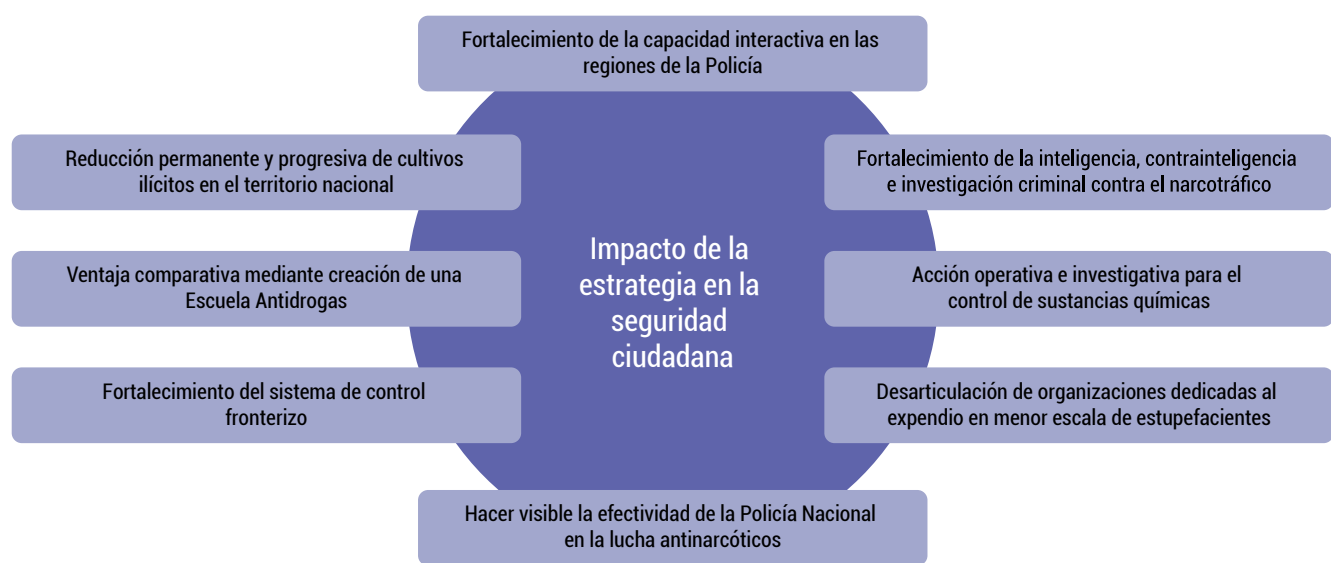 Fortalecimiento de la capacidad interactiva en las
regiones de la Policía
Reducción permanente y progresiva de cultivos
ilícitos en el territorio nacional
Fortalecimiento de la inteligencia, contrainteligencia
e investigación criminal contra el narcotráfico
Ventaja comparativa mediante creación de una
Escuela Antidrogas
Impacto de la
estrategia en la
seguridad
ciudadana
Acción operativa e investigativa para el
control de sustancias químicas
Fortalecimiento del sistema de control
fronterizo
Desarticulación de organizaciones dedicadas al
expendio en menor escala de estupefacientes
Hacer visible la efectividad de la Policía Nacional
en la lucha antinarcóticos